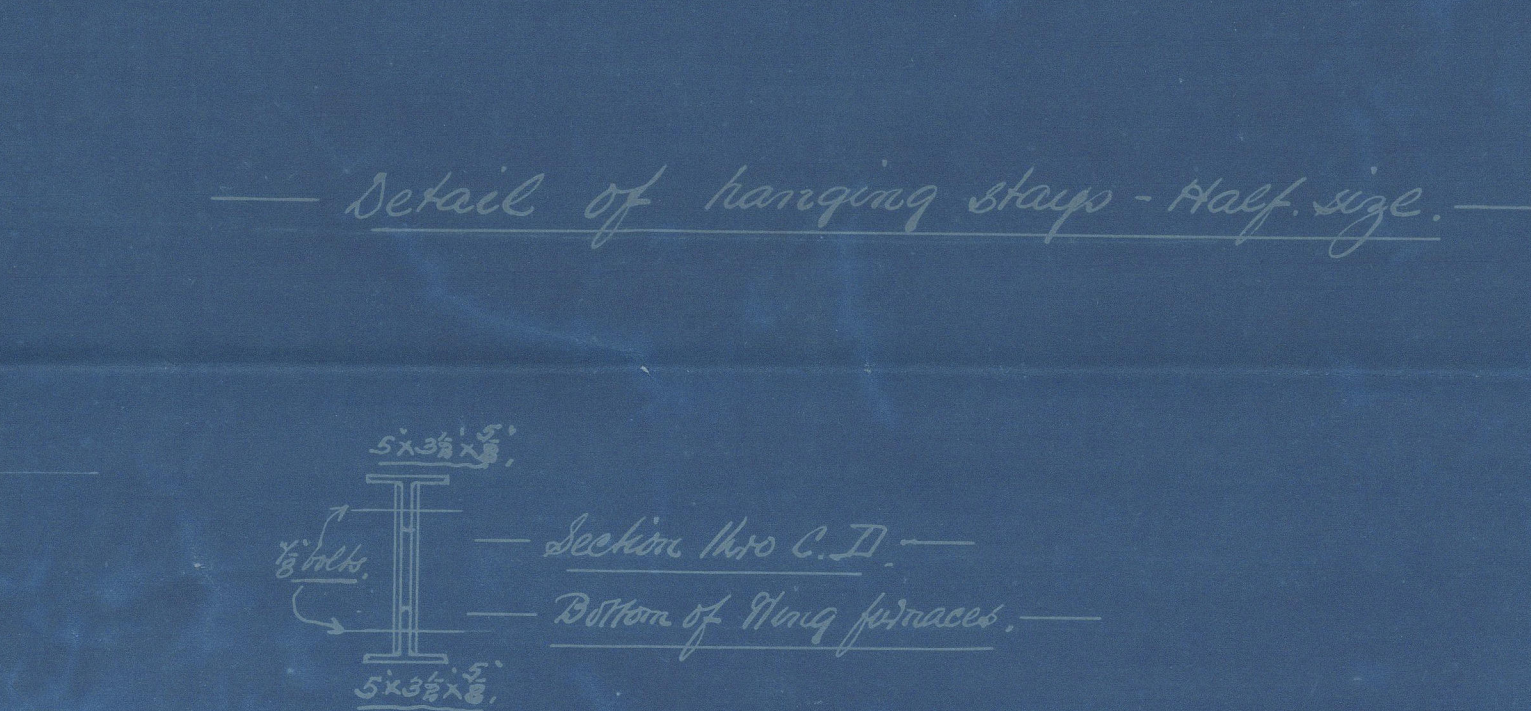 Detail of hanging stays - Half. size.
5"x3½"x⅝".
Section thro C.D.
⅞" bolts.
Bottom of Wing furnaces.
5"x3½"x⅝".